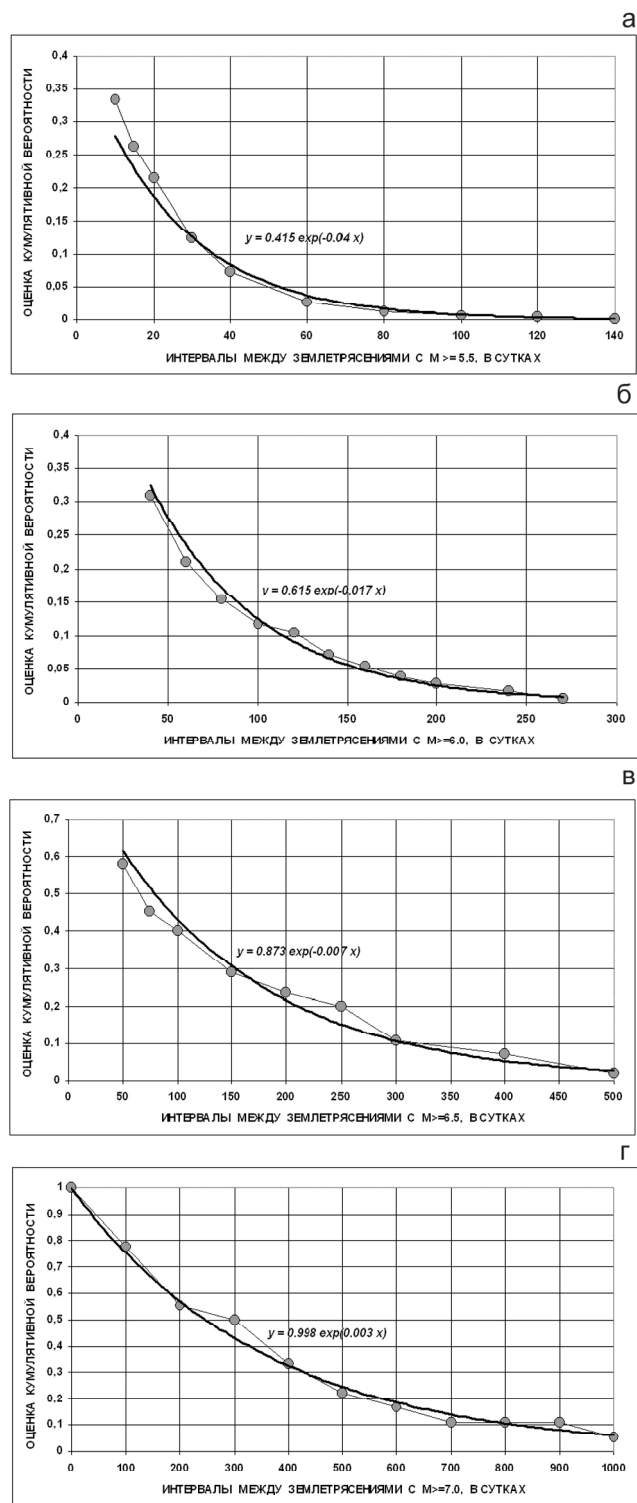 а
ОЦЕНКА КУМУЛЯТИВНОЙ ВЕРОЯТНОСТИ
0,4
0,35
0,3
0,25
0,2
0,15
0,1
0,05
0
y = 0.415 exp(-0.04 x)
0 20 40 60 80 100 120 140
ИНТЕРВАЛЫ МЕЖДУ ЗЕМЛЕТРЯСЕНИЯМИ С M >= 5.5, В СУТКАХ
б
ОЦЕНКА КУМУЛЯТИВНОЙ ВЕРОЯТНОСТИ
0,4
0,35
0,3
0,25
0,2
0,15
0,1
0,05
0
y = 0.615 exp(-0.017 x)
0 50 100 150 200 250 300
ИНТЕРВАЛЫ МЕЖДУ ЗЕМЛЕТРЯСЕНИЯМИ С M>=6.0, В СУТКАХ
в
ОЦЕНКА КУМУЛЯТИВНОЙ ВЕРОЯТНОСТИ
0,7
0,6
0,5
0,4
0,3
0,2
0,1
0
y = 0.873 exp(-0.007 x)
0 50 100 150 200 250 300 350 400 450 500
ИНТЕРВАЛЫ МЕЖДУ ЗЕМЛЕТРЯСЕНИЯМИ С M>=6.5, В СУТКАХ
г
ОЦЕНКА КУМУЛЯТИВНОЙ ВЕРОЯТНОСТИ
1
0,9
0,8
0,7
0,6
0,5
0,4
0,3
0,2
0,1
0
y = 0.998 exp(0.003 x)
0 100 200 300 400 500 600 700 800 900 1000
ИНТЕРВАЛЫ МЕЖДУ ЗЕМЛЕТРЯСЕНИЯМИ С M>=7.0, В СУТКАХ